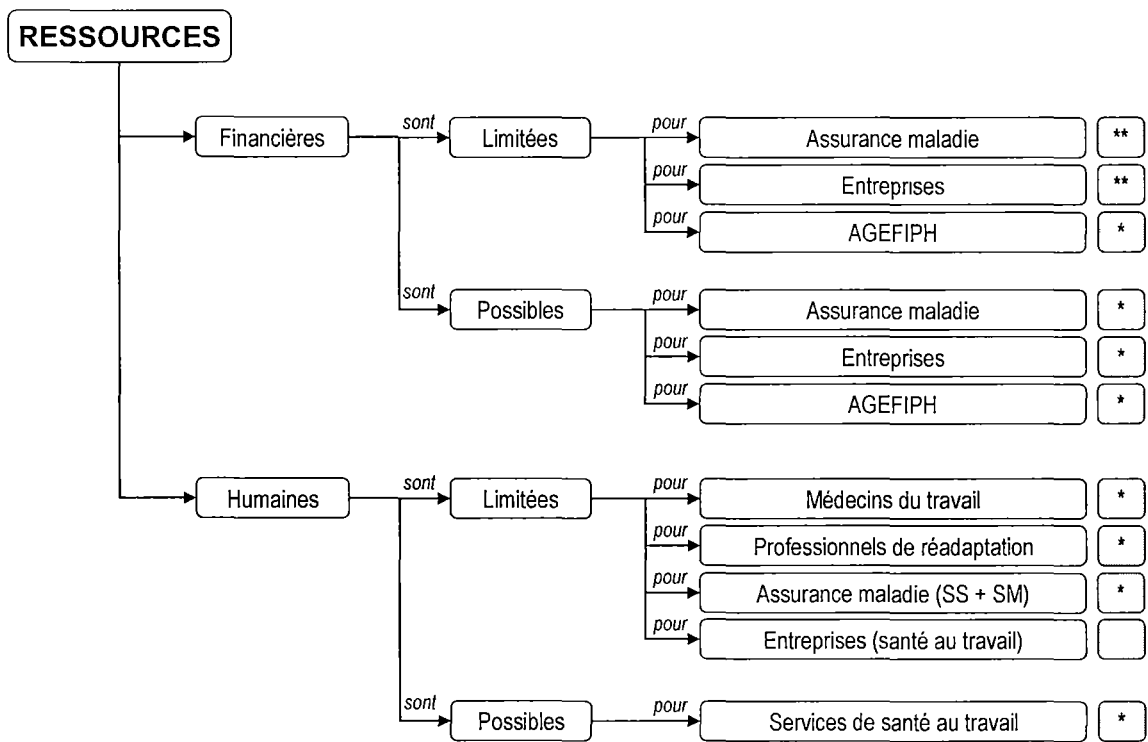 RESSOURCES
Financières
sont
Limitées
pour
Assurance maladie
**
pour
Entreprises
**
pour
AGEFIPH
*
sont
Possibles
pour
Assurance maladie
*
pour
Entreprises
*
pour
AGEFIPH
*
Humaines
sont
Limitées
pour
Médecins du travail
*
pour
Professionnels de réadaptation
*
pour
Assurance maladie (SS + SM)
*
pour
Entreprises (santé au travail)
sont
Possibles
pour
Services de santé au travail
*